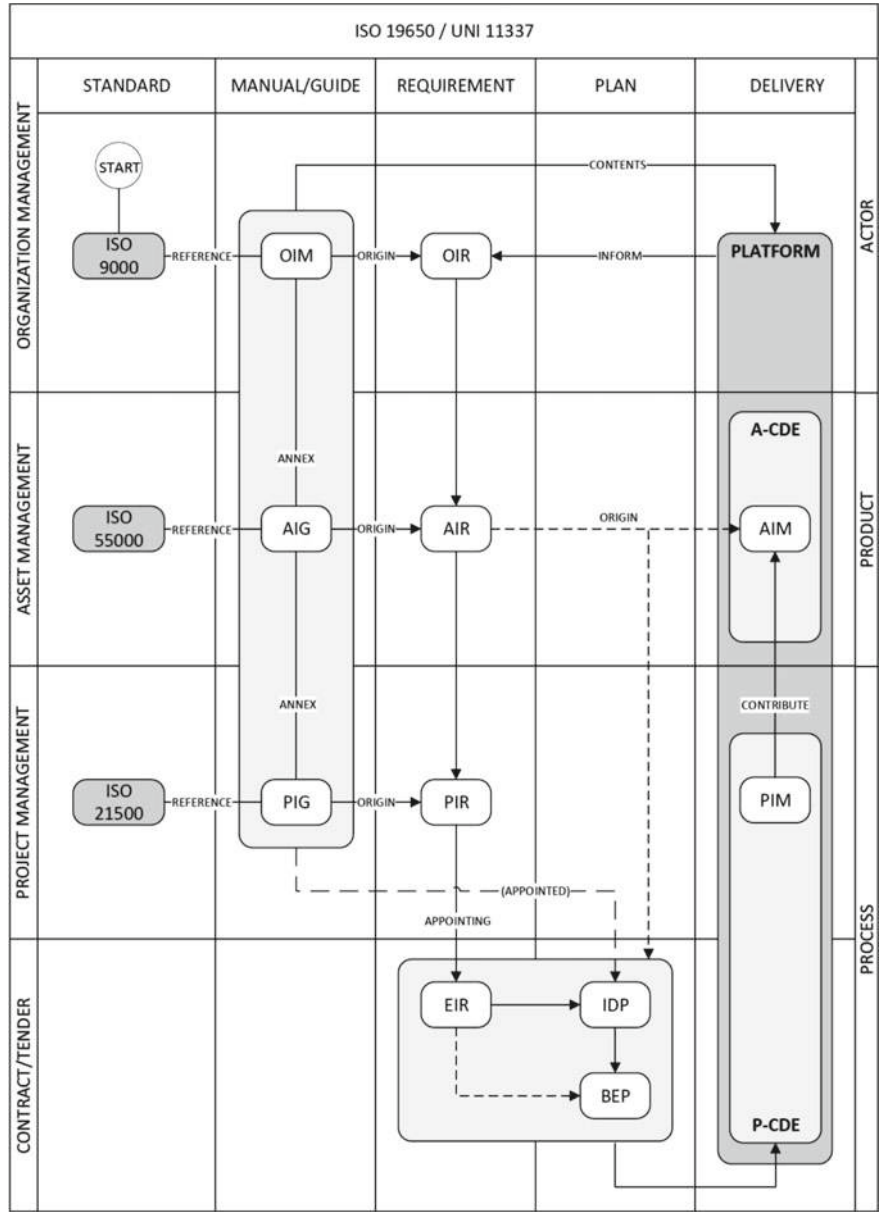 ISO 19650 / UNI 11337
STANDARD
MANUAL/GUIDE
REQUIREMENT
PLAN
DELIVERY
ORGANIZATION MANAGEMENT
START
CONTENTS
ACTOR
ISO
9000
REFERENCE
OIM
ORIGIN
OIR
INFORM
PLATFORM
ASSET MANAGEMENT
ANNEX
A-CDE
ISO
55000
REFERENCE
AIG
ORIGIN
AIR
ORIGIN
AIM
PRODUCT
PROJECT MANAGEMENT
ANNEX
CONTRIBUTE
ISO
21500
REFERENCE
PIG
ORIGIN
PIR
PIM
(APPOINTED)
APPOINTING
PROCESS
CONTRACT/TENDER
EIR
IDP
BEP
P-CDE